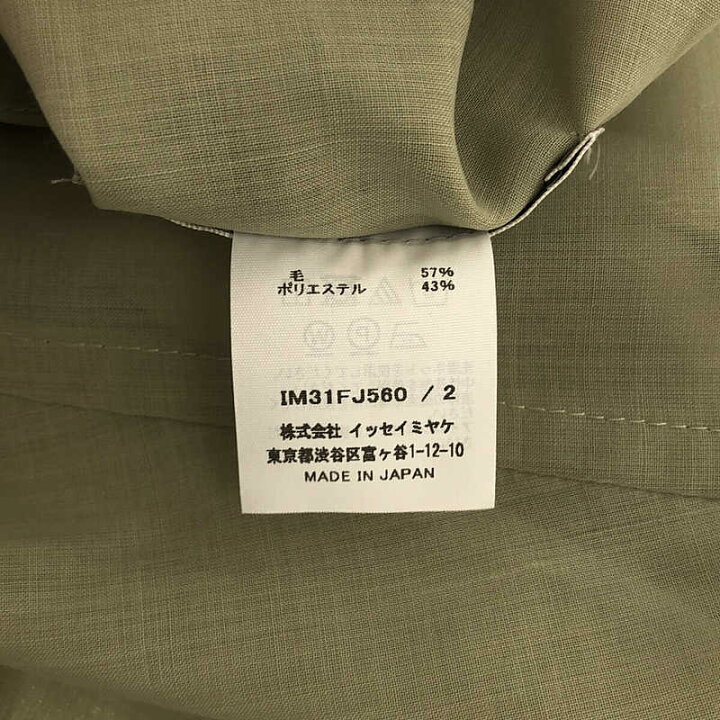 毛 57%
ポリエステル 43%
IM31FJ560 / 2
株式会社 イッセイミヤケ
東京都渋谷区富ヶ谷1-12-10
MADE IN JAPAN